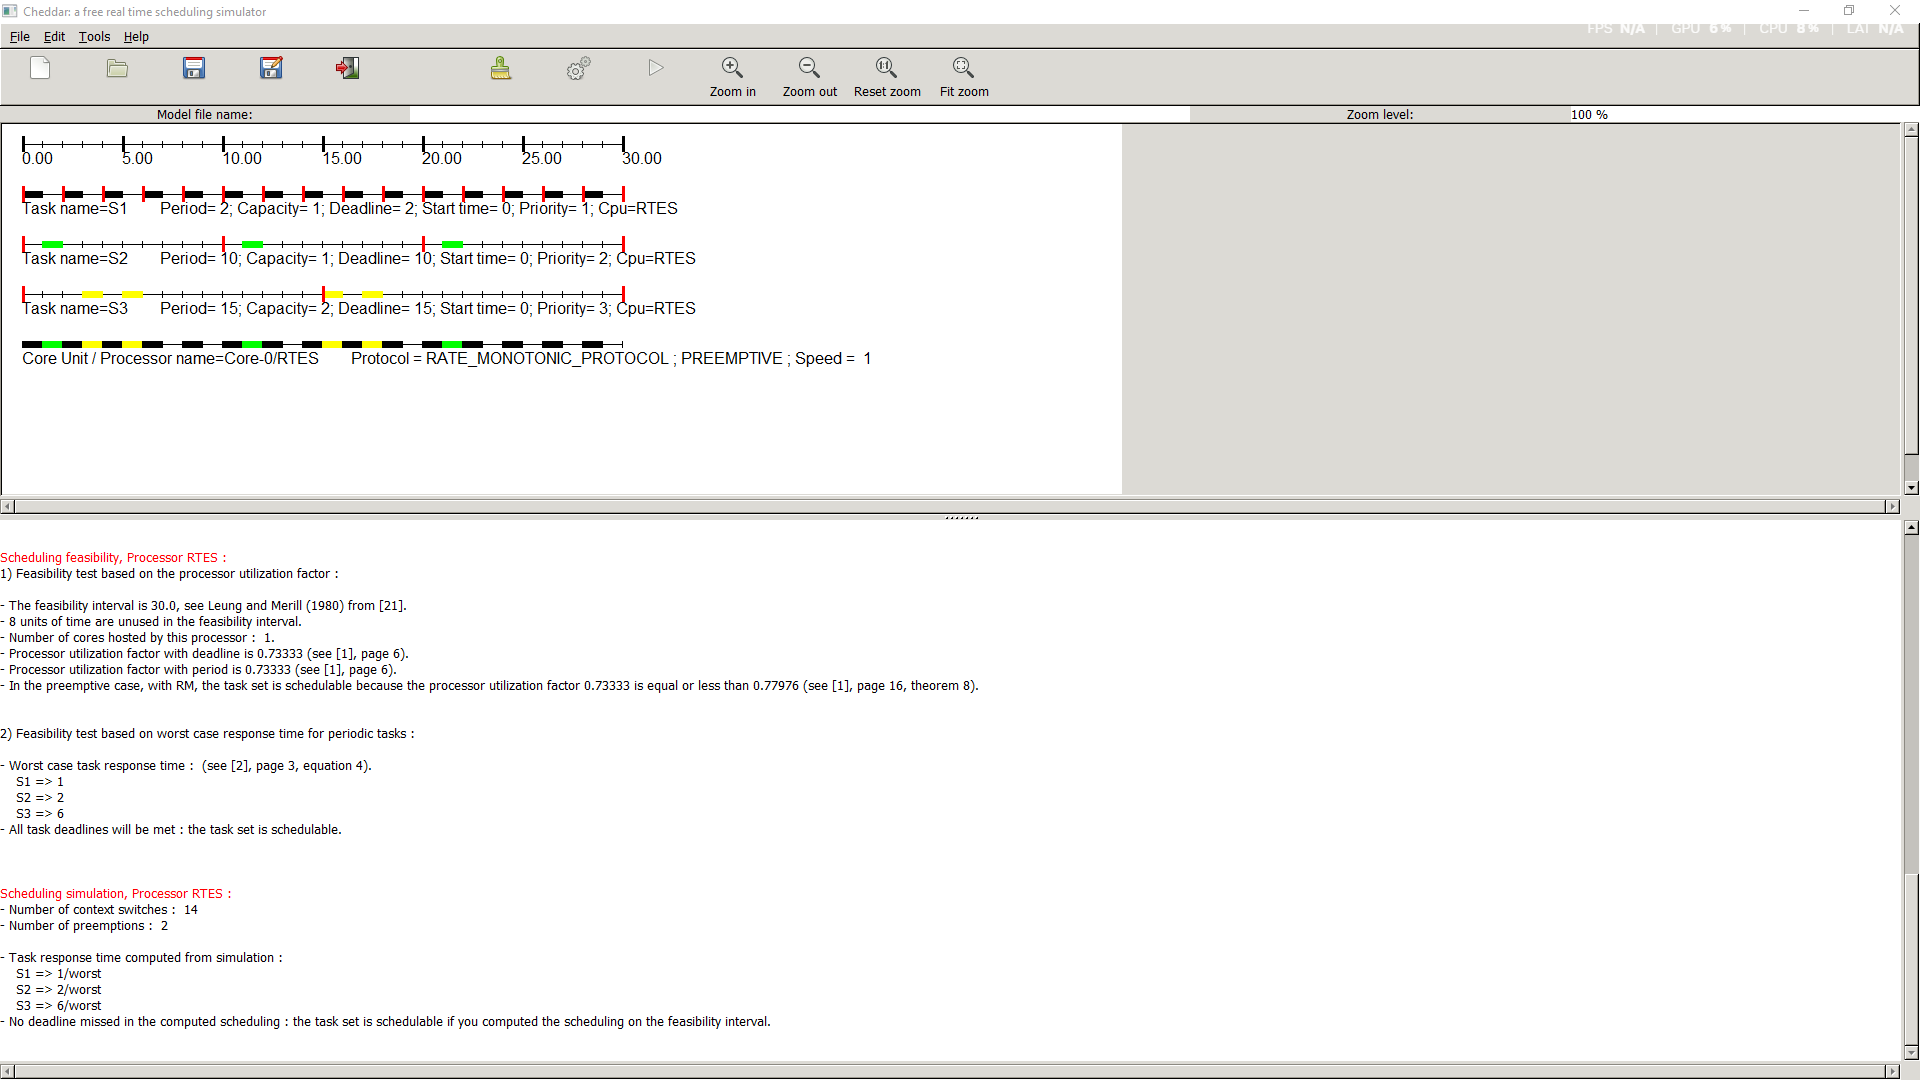 Cheddar: a free real time scheduling simulator
File Edit Tools Help
FPS N/A | GPU 6% | CPU 8% | LAT N/A
Zoom in Zoom out Reset zoom Fit zoom
Model file name: Zoom level: 100 %
0.00 5.00 10.00 15.00 20.00 25.00 30.00
Task name=S1 Period= 2; Capacity= 1; Deadline= 2; Start time= 0; Priority= 1; Cpu=RTES
Task name=S2 Period= 10; Capacity= 1; Deadline= 10; Start time= 0; Priority= 2; Cpu=RTES
Task name=S3 Period= 15; Capacity= 2; Deadline= 15; Start time= 0; Priority= 3; Cpu=RTES
Core Unit / Processor name=Core-0/RTES Protocol = RATE_MONOTONIC_PROTOCOL ; PREEMPTIVE ; Speed = 1
Scheduling feasibility, Processor RTES :
1) Feasibility test based on the processor utilization factor :
- The feasibility interval is 30.0, see Leung and Merill (1980) from [21].
- 8 units of time are unused in the feasibility interval.
- Number of cores hosted by this processor : 1.
- Processor utilization factor with deadline is 0.73333 (see [1], page 6).
- Processor utilization factor with period is 0.73333 (see [1], page 6).
- In the preemptive case, with RM, the task set is schedulable because the processor utilization factor 0.73333 is equal or less than 0.77976 (see [1], page 16, theorem 8).
2) Feasibility test based on worst case response time for periodic tasks :
- Worst case task response time : (see [2], page 3, equation 4).
S1 => 1
S2 => 2
S3 => 6
- All task deadlines will be met : the task set is schedulable.
Scheduling simulation, Processor RTES :
- Number of context switches : 14
- Number of preemptions : 2
- Task response time computed from simulation :
S1 => 1/worst
S2 => 2/worst
S3 => 6/worst
- No deadline missed in the computed scheduling : the task set is schedulable if you computed the scheduling on the feasibility interval.